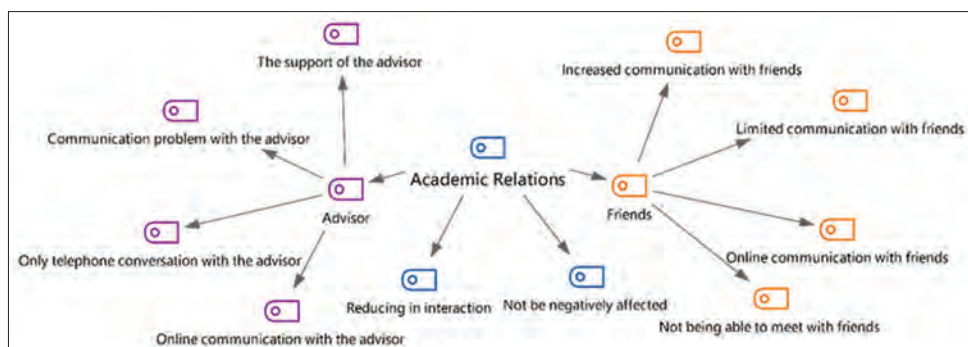 The support of the advisor
Increased communication with friends
Communication problem with the advisor
Limited communication with friends
Academic Relations
Advisor
Friends
Only telephone conversation with the advisor
Online communication with friends
Reducing in interaction
Not be negatively affected
Online communication with the advisor
Not being able to meet with friends